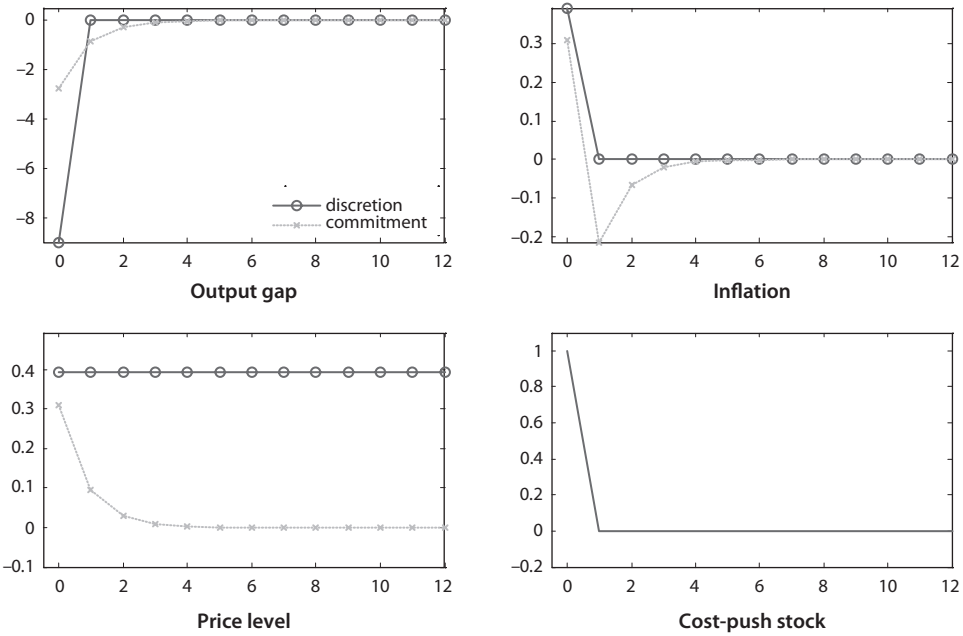 0
–2
–4
–6
–8
discretion
commitment
0 2 4 6 8 10 12
Output gap
0.3
0.2
0.1
0
–0.1
–0.2
0 2 4 6 8 10 12
Inflation
0.4
0.3
0.2
0.1
0
–0.1
0 2 4 6 8 10 12
Price level
1
0.8
0.6
0.4
0.2
0
–0.2
0 2 4 6 8 10 12
Cost-push stock